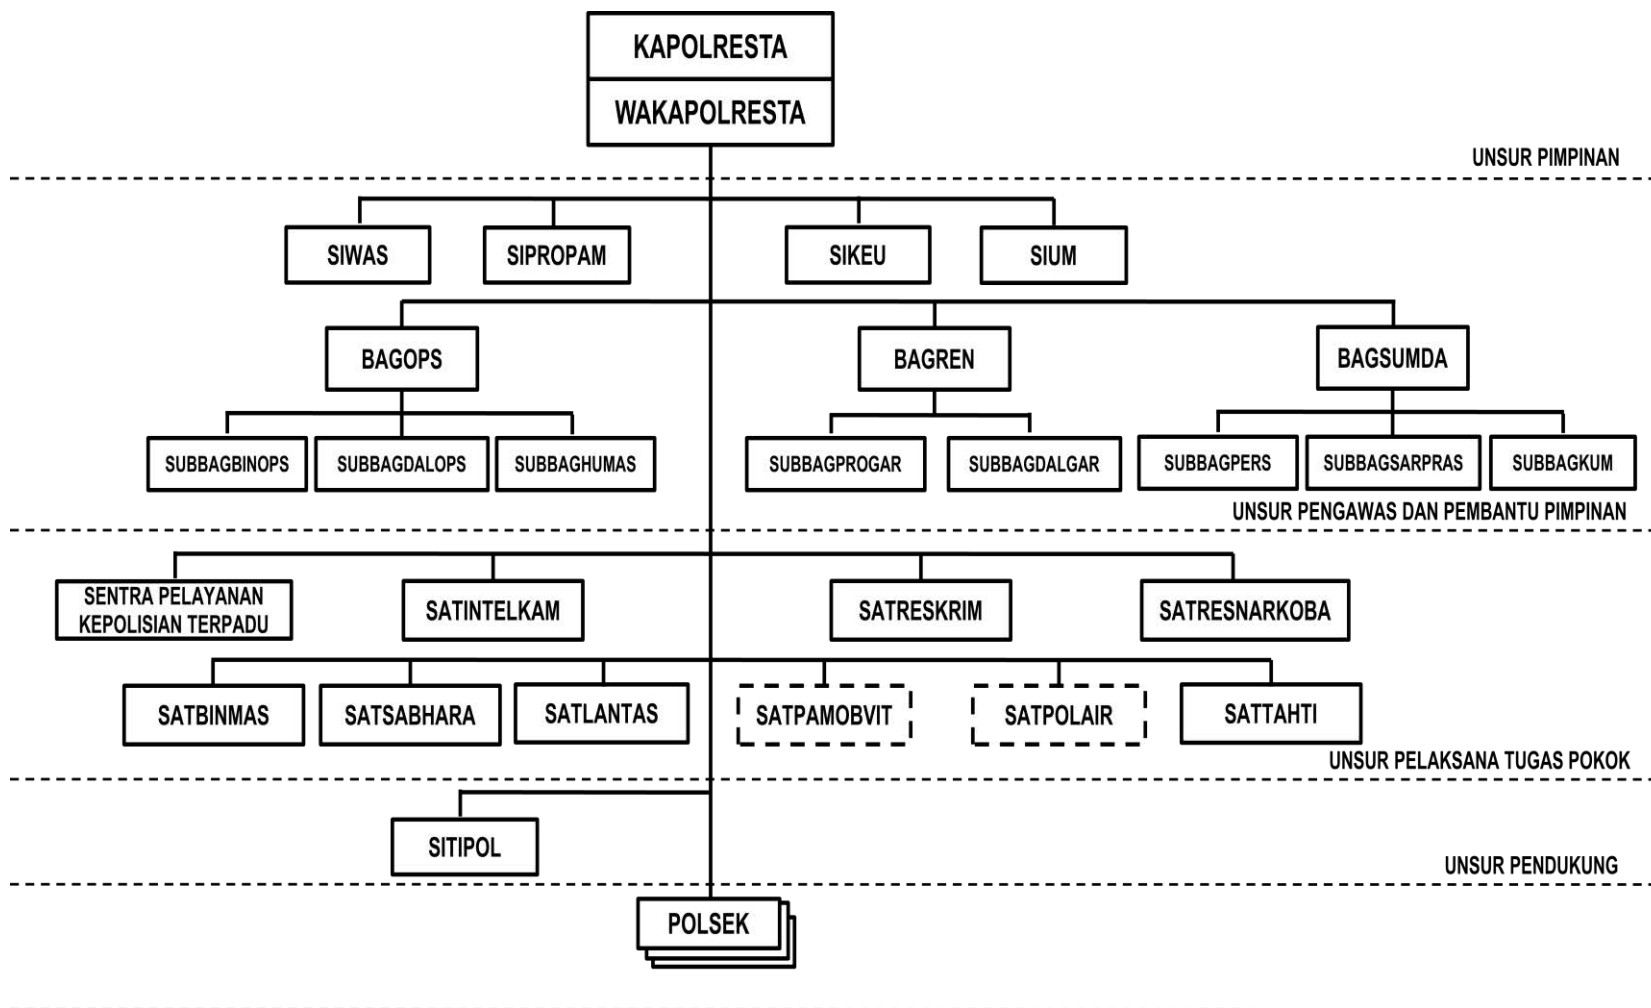 KAPOLRESTA
WAKAPOLRESTA
UNSUR PIMPINAN
SIWAS
SIPROPAM
SIKEU
SIUM
BAGOPS
BAGREN
BAGSUMDA
SUBBAGBINOPS
SUBBAGDALOPS
SUBBAGHUMAS
SUBBAGPROGAR
SUBBAGDALGAR
SUBBAGPERS
SUBBAGSARPRAS
SUBBAGKUM
UNSUR PENGAWAS DAN PEMBANTU PIMPINAN
SENTRA PELAYANAN
KEPOLISIAN TERPADU
SATINTELKAM
SATRESKRIM
SATRESNARKOBA
SATBINMAS
SATSABHARA
SATLANTAS
SATPAMOBVIT
SATPOLAIR
SATTAHTI
UNSUR PELAKSANA TUGAS POKOK
SITIPOL
UNSUR PENDUKUNG
POLSEK